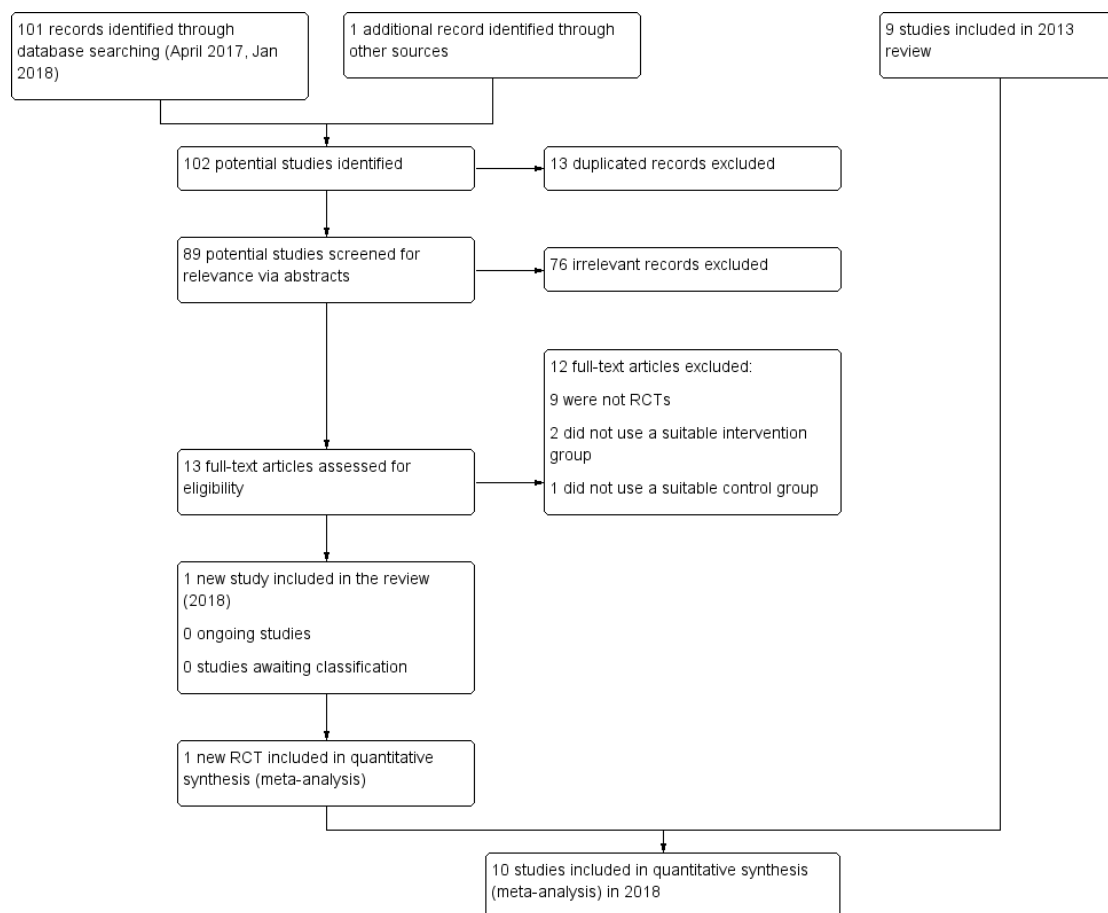 101 records identified through
database searching (April 2017, Jan
2018)
1 additional record identified through
other sources
9 studies included in 2013
review
102 potential studies identified
13 duplicated records excluded
89 potential studies screened for
relevance via abstracts
76 irrelevant records excluded
12 full-text articles excluded:
9 were not RCTs
2 did not use a suitable intervention
group
1 did not use a suitable control group
13 full-text articles assessed for
eligibility
1 new study included in the review
(2018)
0 ongoing studies
0 studies awaiting classification
1 new RCT included in quantitative
synthesis (meta-analysis)
10 studies included in quantitative synthesis
(meta-analysis) in 2018